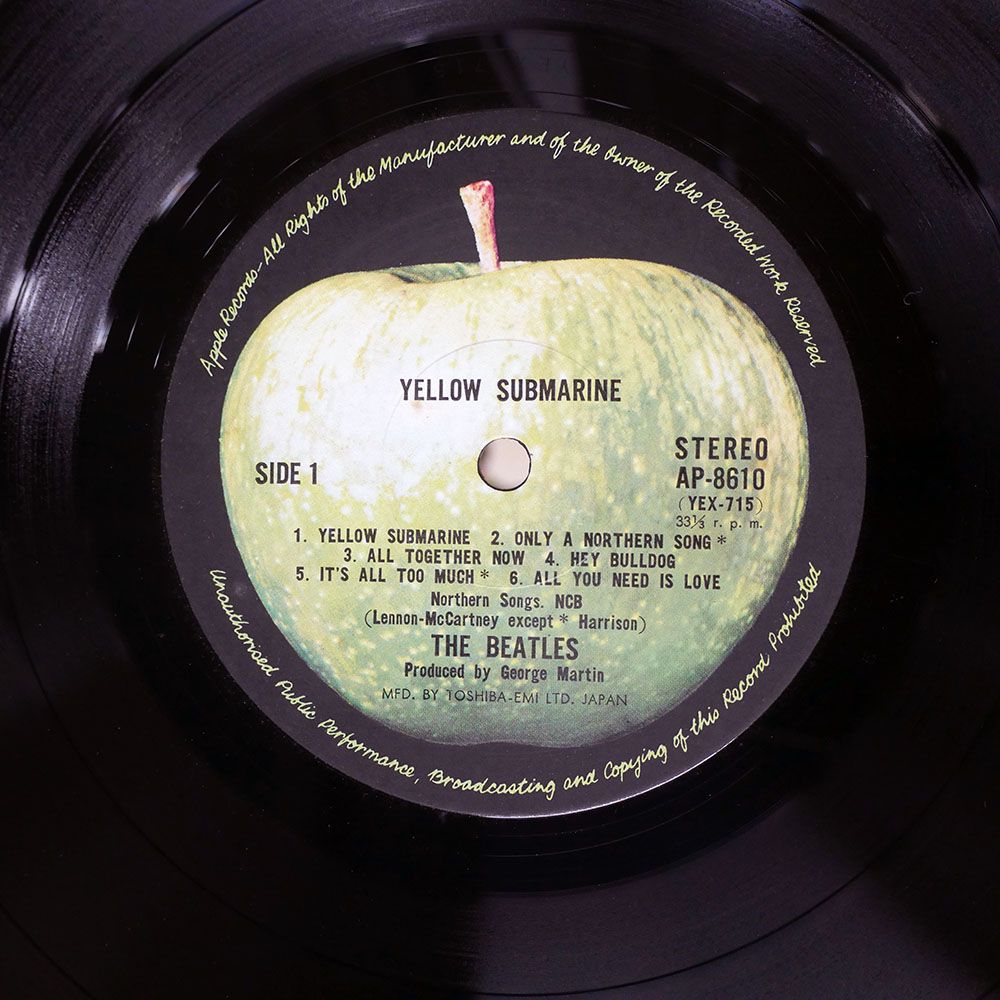 Apple Records-All Rights of the Manufacturer and of the Owner of the Recorded Work Reserved
YELLOW SUBMARINE
SIDE 1
STEREO
AP-8610
(YEX-715)
33⅓ r. p. m.
1. YELLOW SUBMARINE 2. ONLY A NORTHERN SONG *
3. ALL TOGETHER NOW 4. HEY BULLDOG
5. IT'S ALL TOO MUCH * 6. ALL YOU NEED IS LOVE
Northern Songs. NCB
(Lennon-McCartney except * Harrison)
THE BEATLES
Produced by George Martin
MFD. BY TOSHIBA-EMI LTD. JAPAN
Unauthorised Public Performance, Broadcasting and Copying of this Record Prohibited